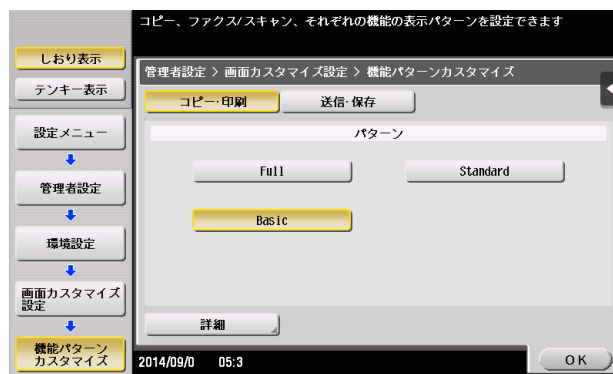 コピー、ファクス/スキャン、それぞれの機能の表示パターンを設定できます
しおり表示
テンキー表示
設定メニュー
管理者設定
環境設定
画面カスタマイズ
設定
機能パターン
カスタマイズ
管理者設定 > 画面カスタマイズ設定 > 機能パターンカスタマイズ
コピー·印刷
送信·保存
パターン
Full
Standard
Basic
詳細
2014/09/0 05:3
OK